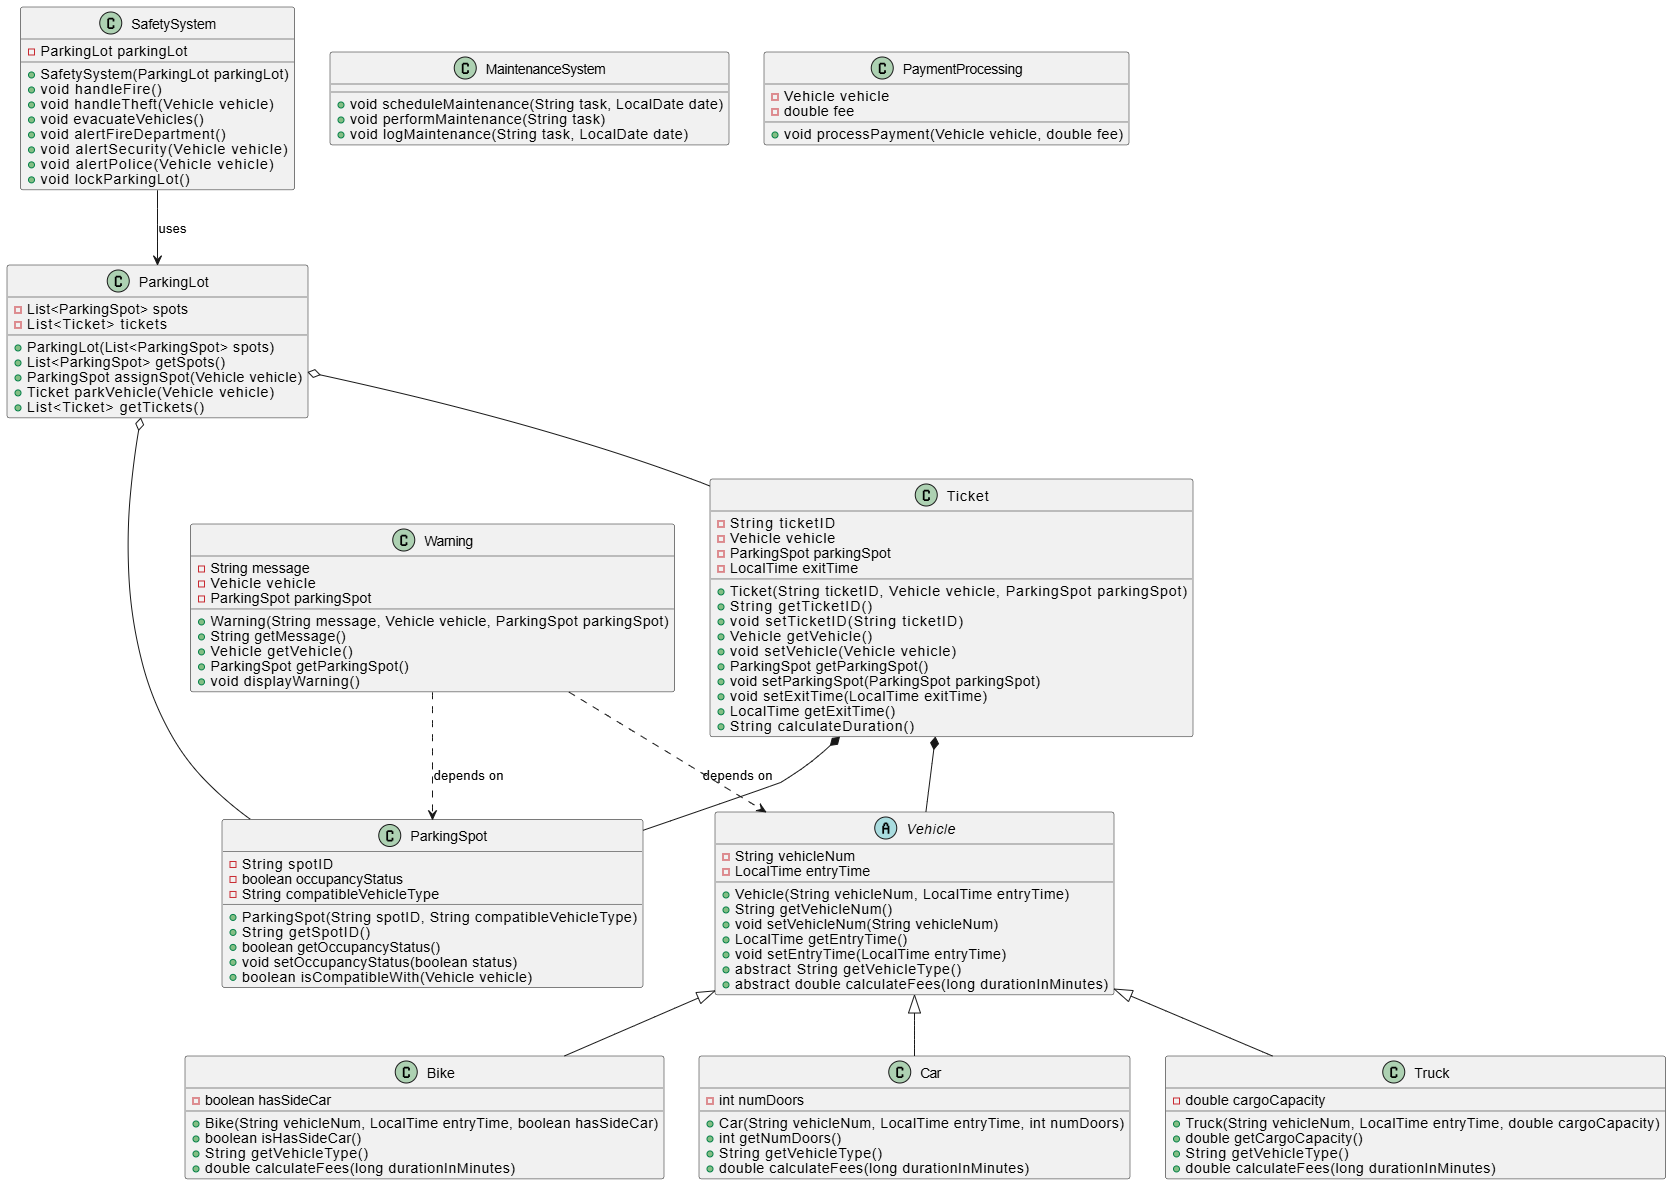 C SafetySystem
ParkingLot parkingLot
SafetySystem(ParkingLot parkingLot)
void handleFire()
void handleTheft(Vehicle vehicle)
void evacuateVehicles()
void alertFireDepartment()
void alertSecurity(Vehicle vehicle)
void alertPolice(Vehicle vehicle)
void lockParkingLot()
C MaintenanceSystem
void scheduleMaintenance(String task, LocalDate date)
void performMaintenance(String task)
void logMaintenance(String task, LocalDate date)
C PaymentProcessing
Vehicle vehicle
double fee
void processPayment(Vehicle vehicle, double fee)
uses
C ParkingLot
List<ParkingSpot> spots
List<Ticket> tickets
ParkingLot(List<ParkingSpot> spots)
List<ParkingSpot> getSpots()
ParkingSpot assignSpot(Vehicle vehicle)
Ticket parkVehicle(Vehicle vehicle)
List<Ticket> getTickets()
C Warning
String message
Vehicle vehicle
ParkingSpot parkingSpot
Warning(String message, Vehicle vehicle, ParkingSpot parkingSpot)
String getMessage()
Vehicle getVehicle()
ParkingSpot getParkingSpot()
void displayWarning()
C Ticket
String ticketID
Vehicle vehicle
ParkingSpot parkingSpot
LocalTime exitTime
Ticket(String ticketID, Vehicle vehicle, ParkingSpot parkingSpot)
String getTicketID()
void setTicketID(String ticketID)
Vehicle getVehicle()
void setVehicle(Vehicle vehicle)
ParkingSpot getParkingSpot()
void setParkingSpot(ParkingSpot parkingSpot)
void setExitTime(LocalTime exitTime)
LocalTime getExitTime()
String calculateDuration()
depends on
depends on
C ParkingSpot
String spotID
boolean occupancyStatus
String compatibleVehicleType
ParkingSpot(String spotID, String compatibleVehicleType)
String getSpotID()
boolean getOccupancyStatus()
void setOccupancyStatus(boolean status)
boolean isCompatibleWith(Vehicle vehicle)
A Vehicle
String vehicleNum
LocalTime entryTime
Vehicle(String vehicleNum, LocalTime entryTime)
String getVehicleNum()
void setVehicleNum(String vehicleNum)
LocalTime getEntryTime()
void setEntryTime(LocalTime entryTime)
abstract String getVehicleType()
abstract double calculateFees(long durationInMinutes)
C Bike
boolean hasSideCar
Bike(String vehicleNum, LocalTime entryTime, boolean hasSideCar)
boolean isHasSideCar()
String getVehicleType()
double calculateFees(long durationInMinutes)
C Car
int numDoors
Car(String vehicleNum, LocalTime entryTime, int numDoors)
int getNumDoors()
String getVehicleType()
double calculateFees(long durationInMinutes)
C Truck
double cargoCapacity
Truck(String vehicleNum, LocalTime entryTime, double cargoCapacity)
double getCargoCapacity()
String getVehicleType()
double calculateFees(long durationInMinutes)